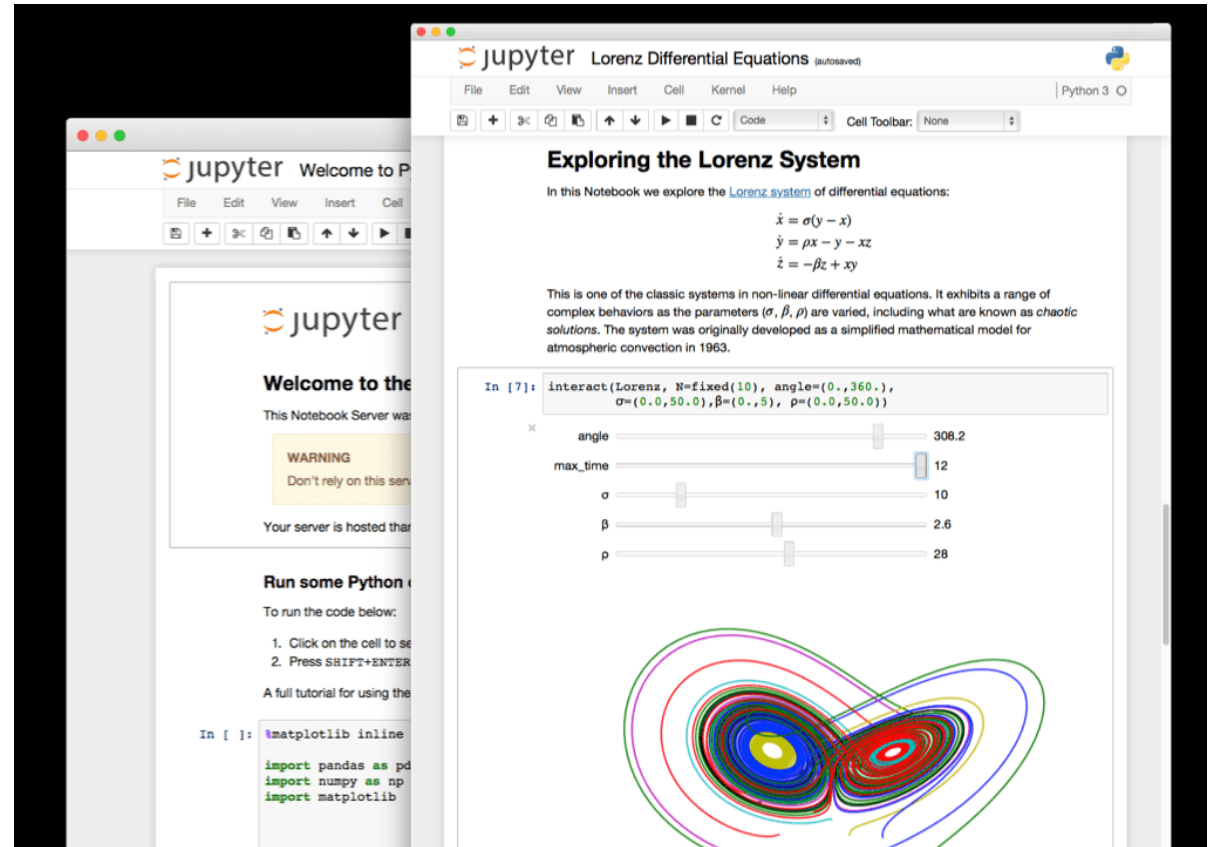 jupyter Lorenz Differential Equations (autosaved)
File Edit View Insert Cell Kernel Help Python 3
Code Cell Toolbar: None
Exploring the Lorenz System
In this Notebook we explore the Lorenz system of differential equations:
ẋ = σ(y − x)
ẏ = ρx − y − xz
ż = −βz + xy
This is one of the classic systems in non-linear differential equations. It exhibits a range of
complex behaviors as the parameters (σ, β, ρ) are varied, including what are known as chaotic
solutions. The system was originally developed as a simplified mathematical model for
atmospheric convection in 1963.
In [7]: interact(Lorenz, N=fixed(10), angle=(0.,360.),
σ=(0.0,50.0),β=(0.,5), ρ=(0.0,50.0))
angle 308.2
max_time 12
σ 10
β 2.6
ρ 28
jupyter Welcome to P
File Edit View Insert Cell
jupyter
Welcome to the
This Notebook Server was
WARNING
Don't rely on this serv
Your server is hosted than
Run some Python
To run the code below:
1. Click on the cell to se
2. Press SHIFT+ENTER
A full tutorial for using the
In [ ]: %matplotlib inline
import pandas as pd
import numpy as np
import matplotlib